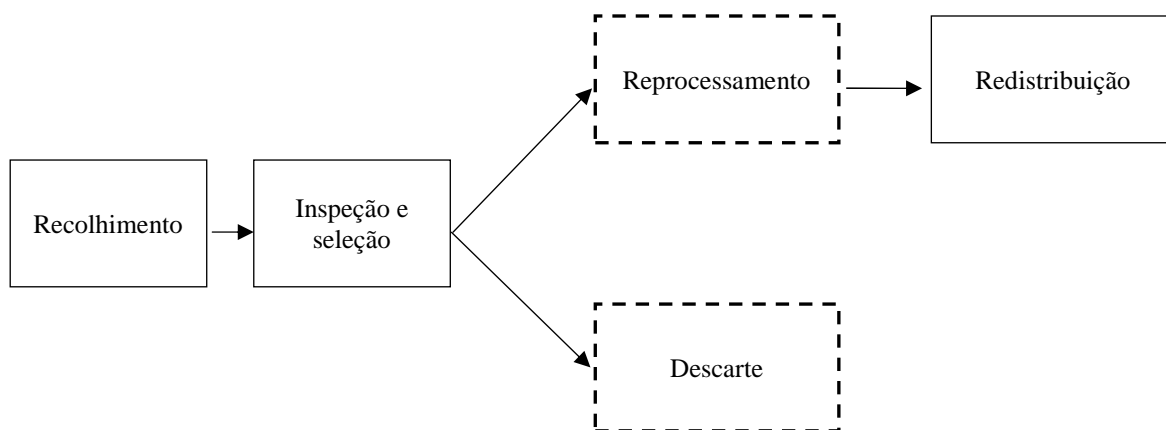 Recolhimento
Inspeção e
seleção
Reprocessamento
Redistribuição
Descarte